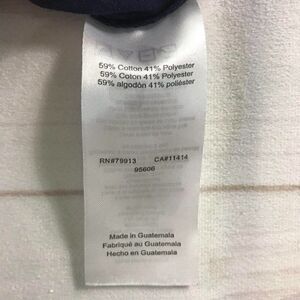 59% Cotton 41% Polyester
59% Coton 41% Polyester
59% algodón 41% poliéster
RN#79913 CA#11414
95606
Made in Guatemala
Fabriqué au Guatemala
Hecho en Guatemala